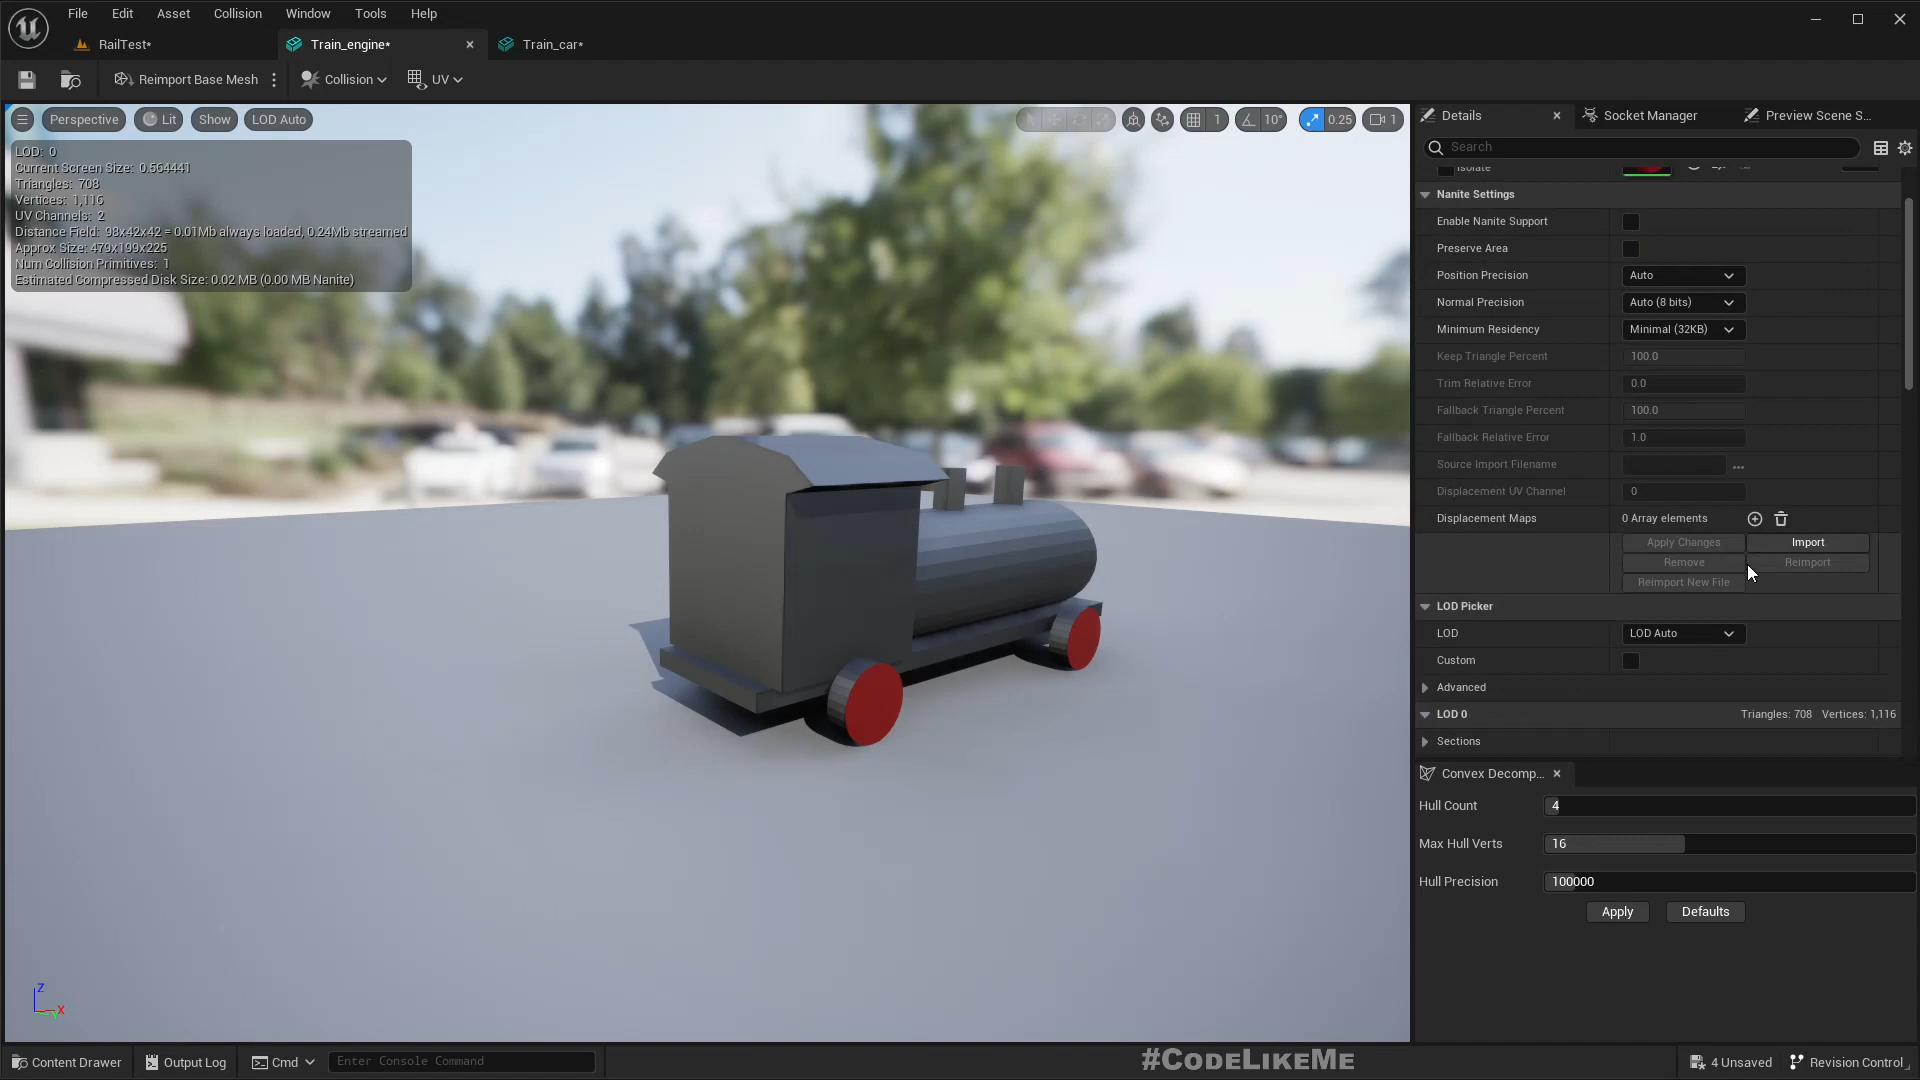 File Edit Asset Collision Window Tools Help
RailTest* Train_engine* Train_car*
Reimport Base Mesh Collision UV
Perspective Lit Show LOD Auto 1 10° 0.25 1
LOD: 0
Current Screen Size: 0.564441
Triangles: 708
Vertices: 1,116
UV Channels: 2
Distance Field: 98x42x42 = 0.01Mb always loaded, 0.24Mb streamed
Approx Size: 479x199x225
Num Collision Primitives: 1
Estimated Compressed Disk Size: 0.02 MB (0.00 MB Nanite)
Z
X
Details Socket Manager Preview Scene S...
Search
Isolate
Nanite Settings
Enable Nanite Support
Preserve Area
Position Precision Auto
Normal Precision Auto (8 bits)
Minimum Residency Minimal (32KB)
Keep Triangle Percent 100.0
Trim Relative Error 0.0
Fallback Triangle Percent 100.0
Fallback Relative Error 1.0
Source Import Filename ...
Displacement UV Channel 0
Displacement Maps 0 Array elements
Apply Changes Import
Remove Reimport
Reimport New File
LOD Picker
LOD LOD Auto
Custom
Advanced
LOD 0 Triangles: 708 Vertices: 1,116
Sections
Convex Decomp...
Hull Count 4
Max Hull Verts 16
Hull Precision 100000
Apply Defaults
Content Drawer Output Log Cmd Enter Console Command #CodeLikeMe 4 Unsaved Revision Control